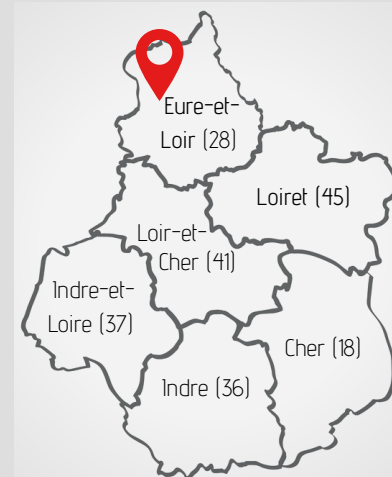 Eure-et-
Loir (28)
Loiret (45)
Loir-et-
Cher (41)
Indre-et-
Loire (37)
Cher (18)
Indre (36)